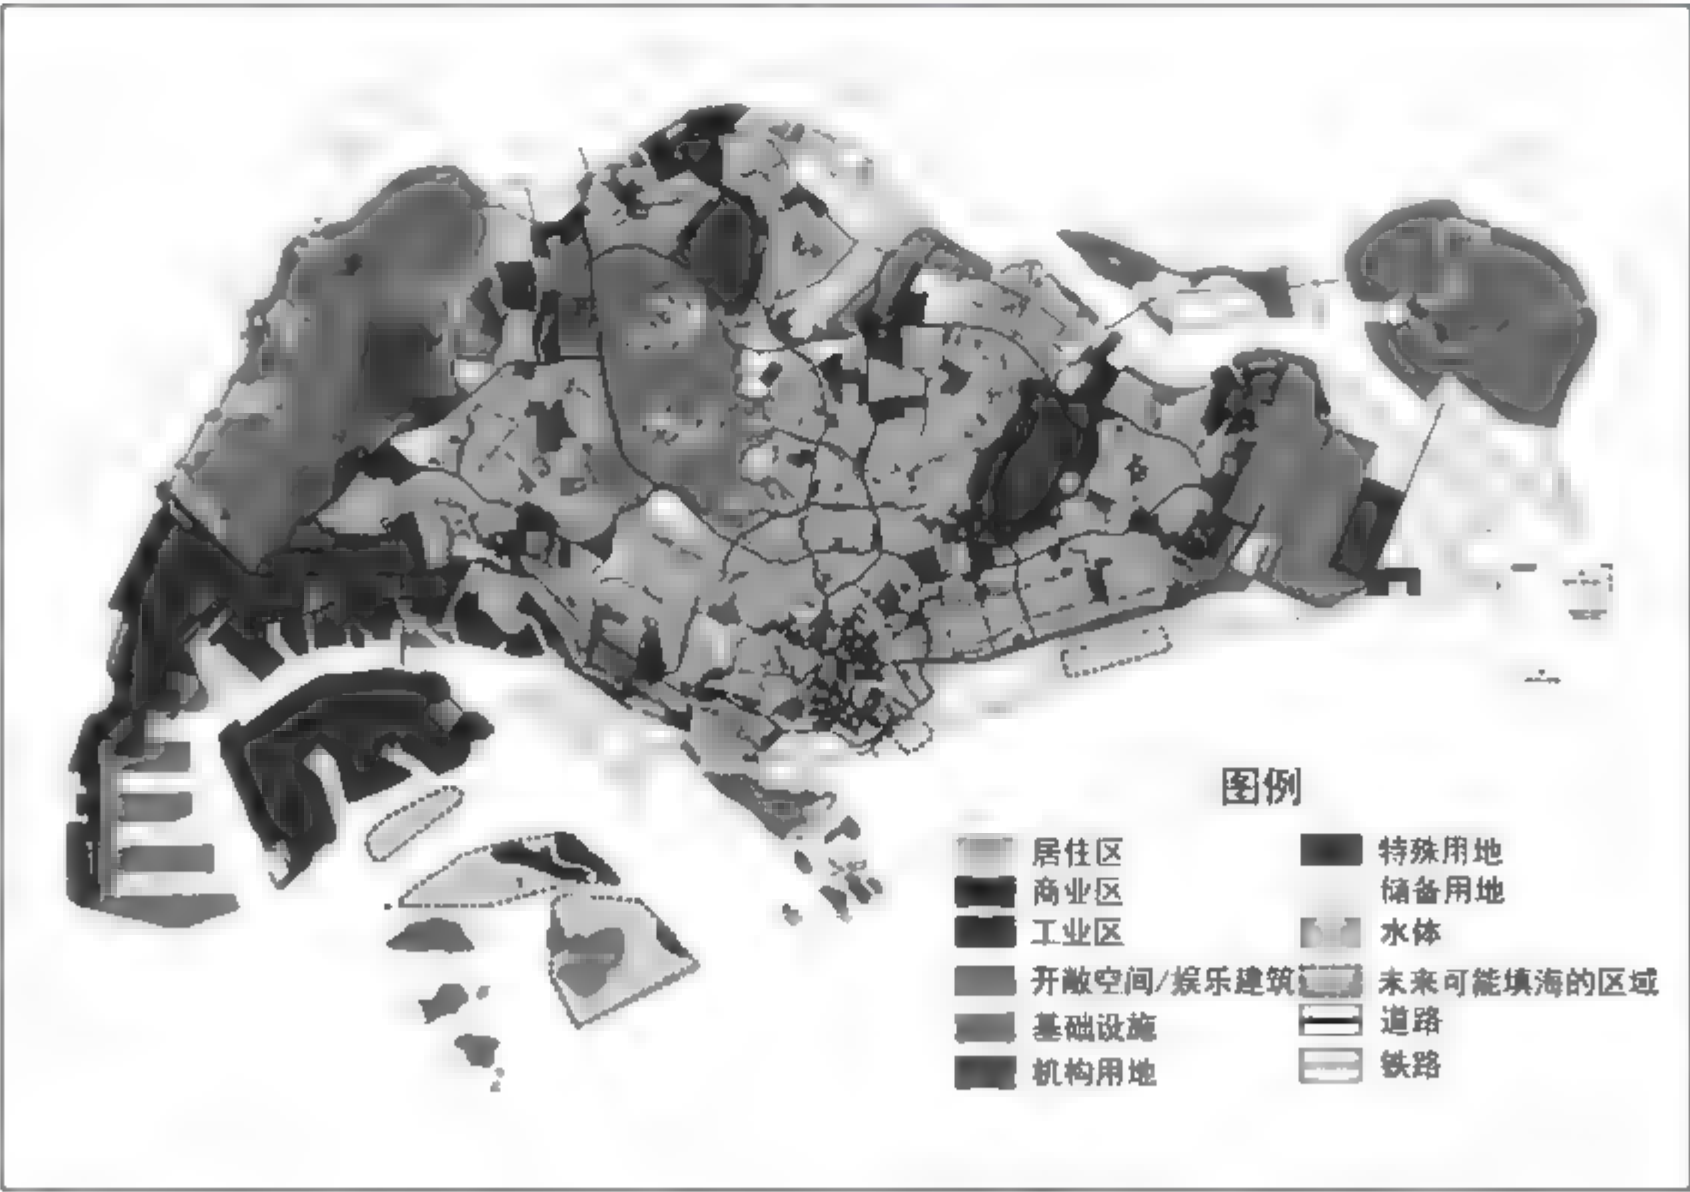 图例
居住区
商业区
工业区
开敞空间/娱乐建筑
基础设施
机构用地
特殊用地
储备用地
水体
未来可能填海的区域
道路
铁路